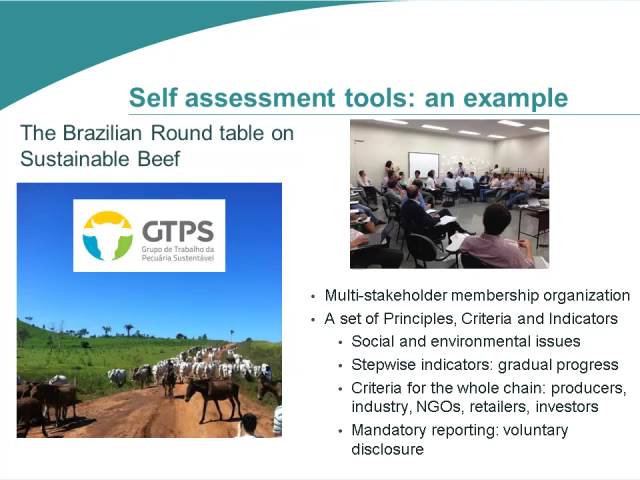 Self assessment tools: an example
The Brazilian Round table on
Sustainable Beef
GTPS
Grupo de Trabalho da
Pecuária Sustentável
• Multi-stakeholder membership organization
• A set of Principles, Criteria and Indicators
• Social and environmental issues
• Stepwise indicators: gradual progress
• Criteria for the whole chain: producers,
industry, NGOs, retailers, investors
• Mandatory reporting: voluntary
disclosure